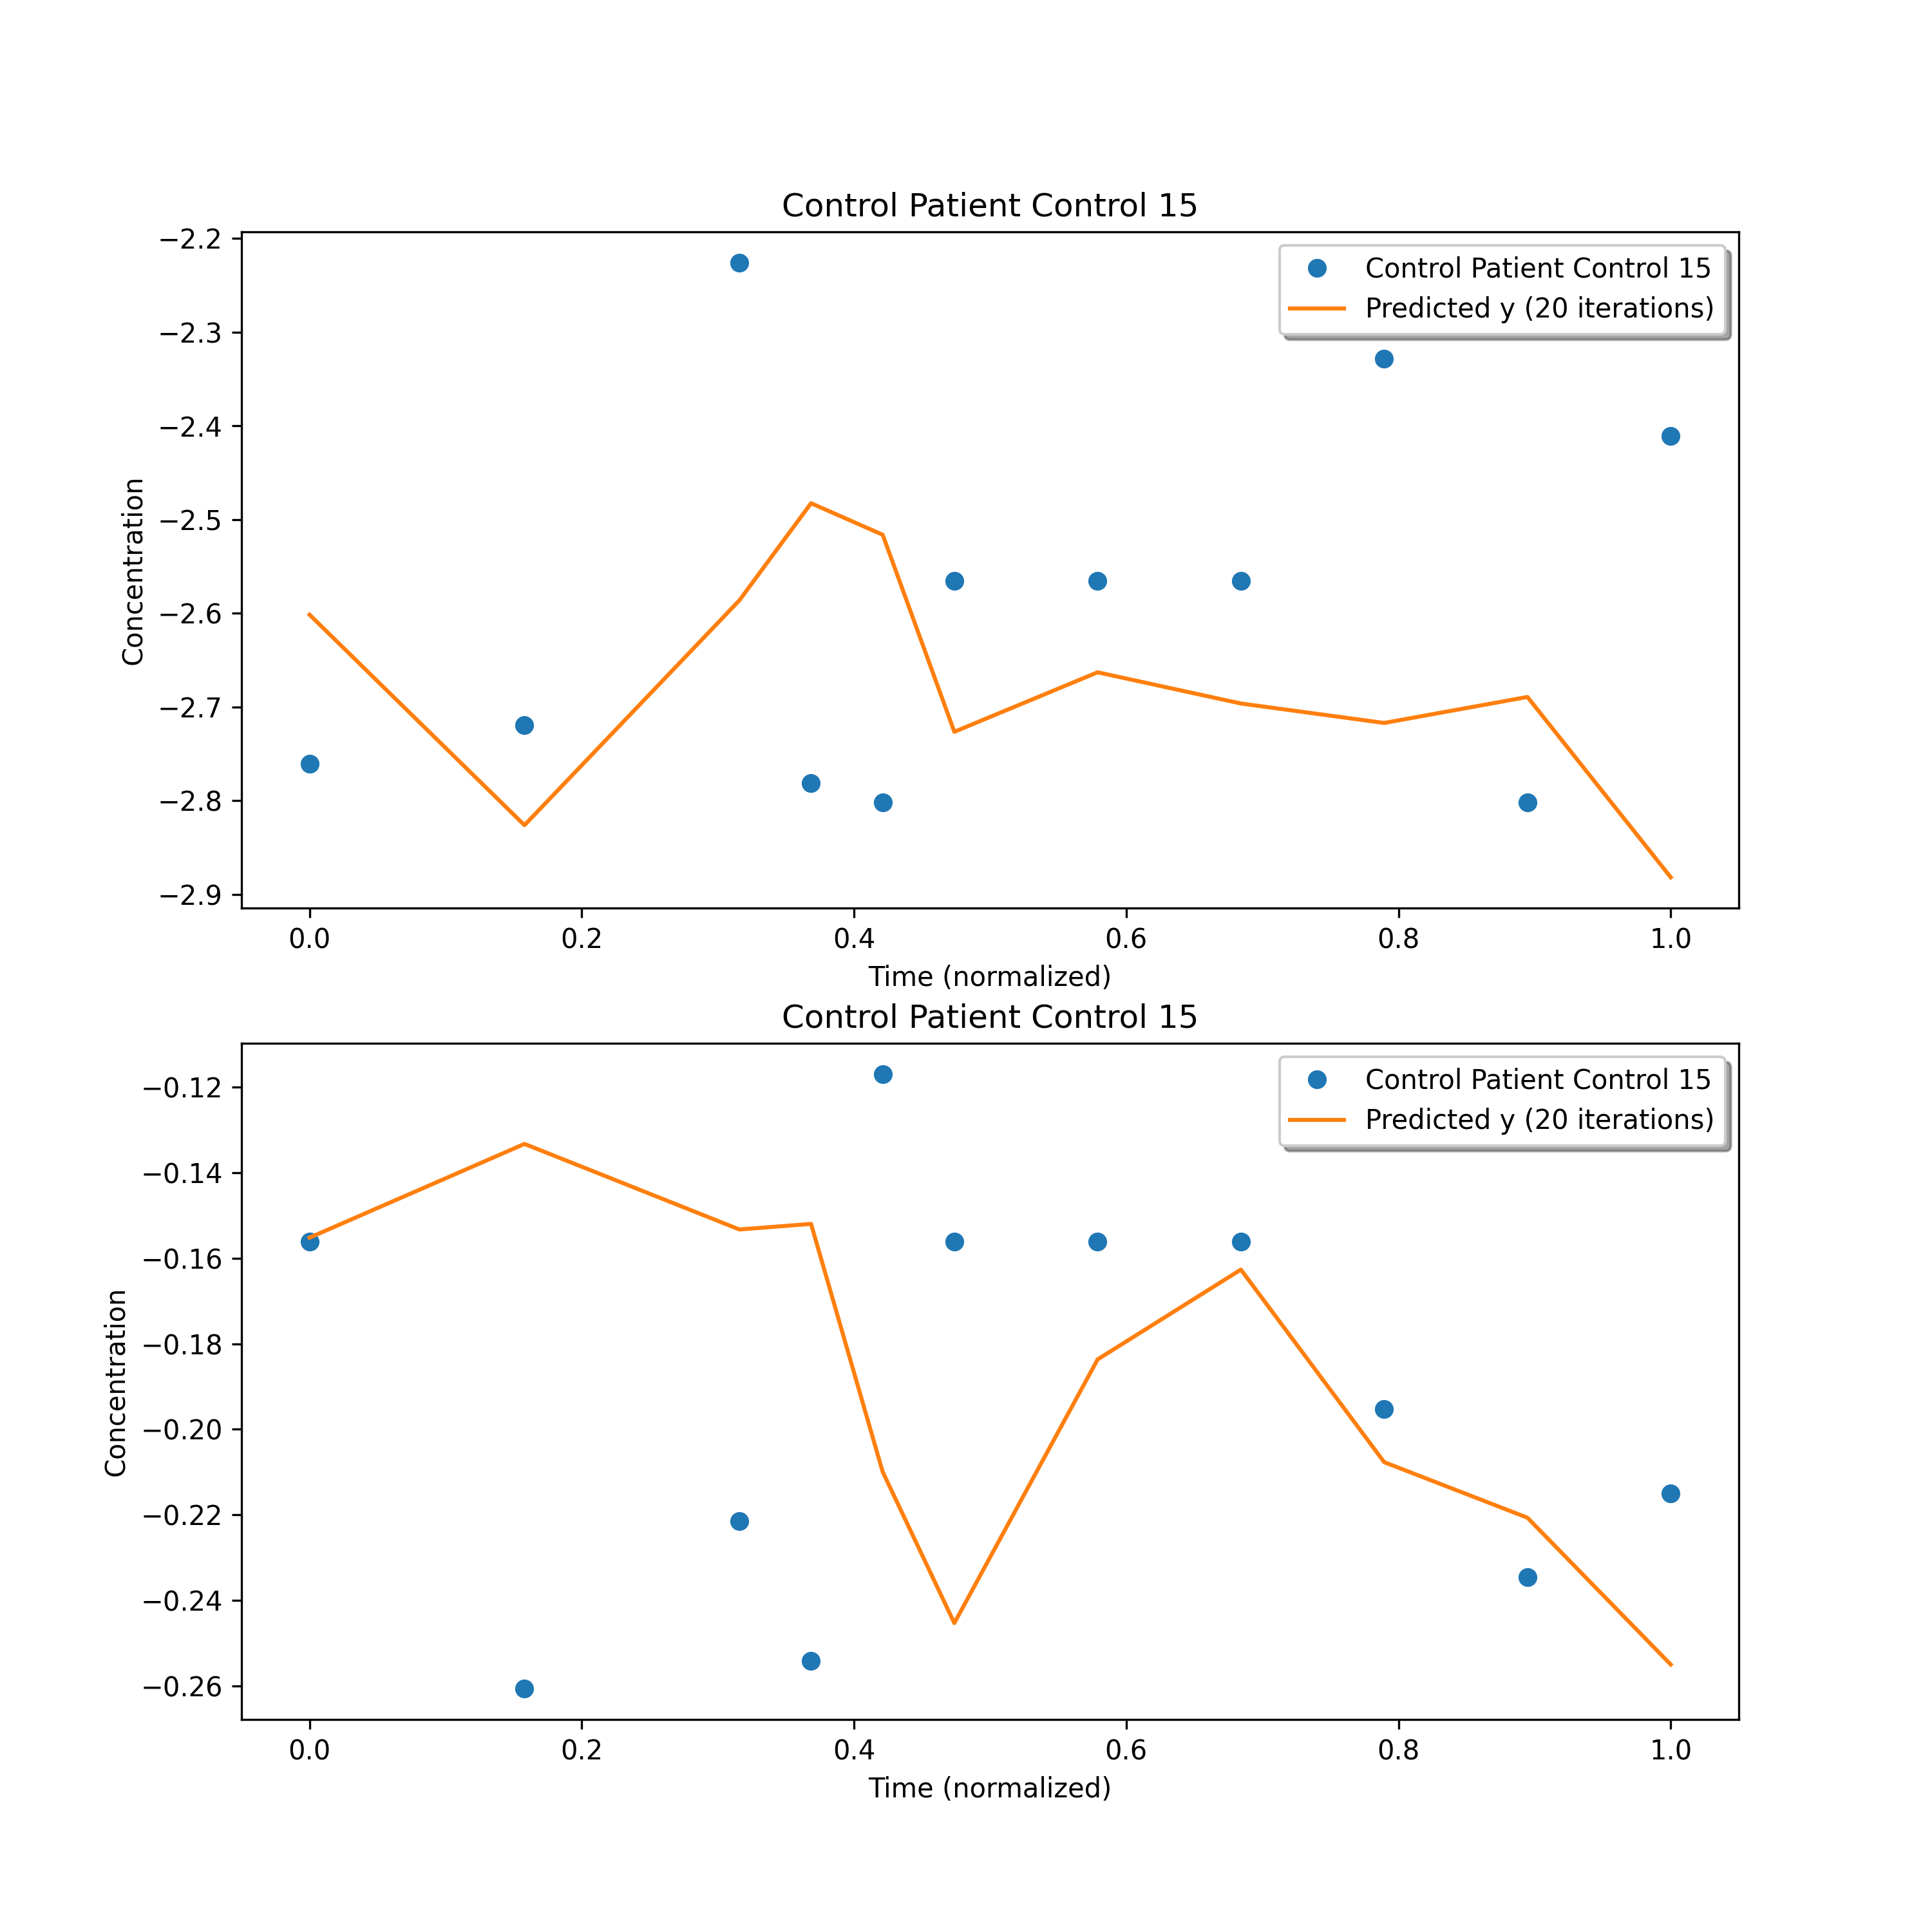 Control Patient Control 15
−2.2
−2.3
−2.4
−2.5
−2.6
−2.7
−2.8
−2.9
Concentration
Control Patient Control 15
Predicted y (20 iterations)
0.0 0.2 0.4 0.6 0.8 1.0
Time (normalized)
Control Patient Control 15
−0.12
−0.14
−0.16
−0.18
−0.20
−0.22
−0.24
−0.26
Concentration
Control Patient Control 15
Predicted y (20 iterations)
0.0 0.2 0.4 0.6 0.8 1.0
Time (normalized)